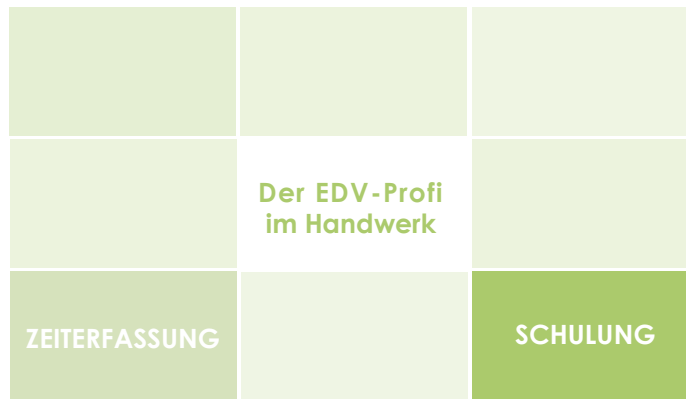 Der EDV-Profi
im Handwerk
ZEITERFASSUNG
SCHULUNG